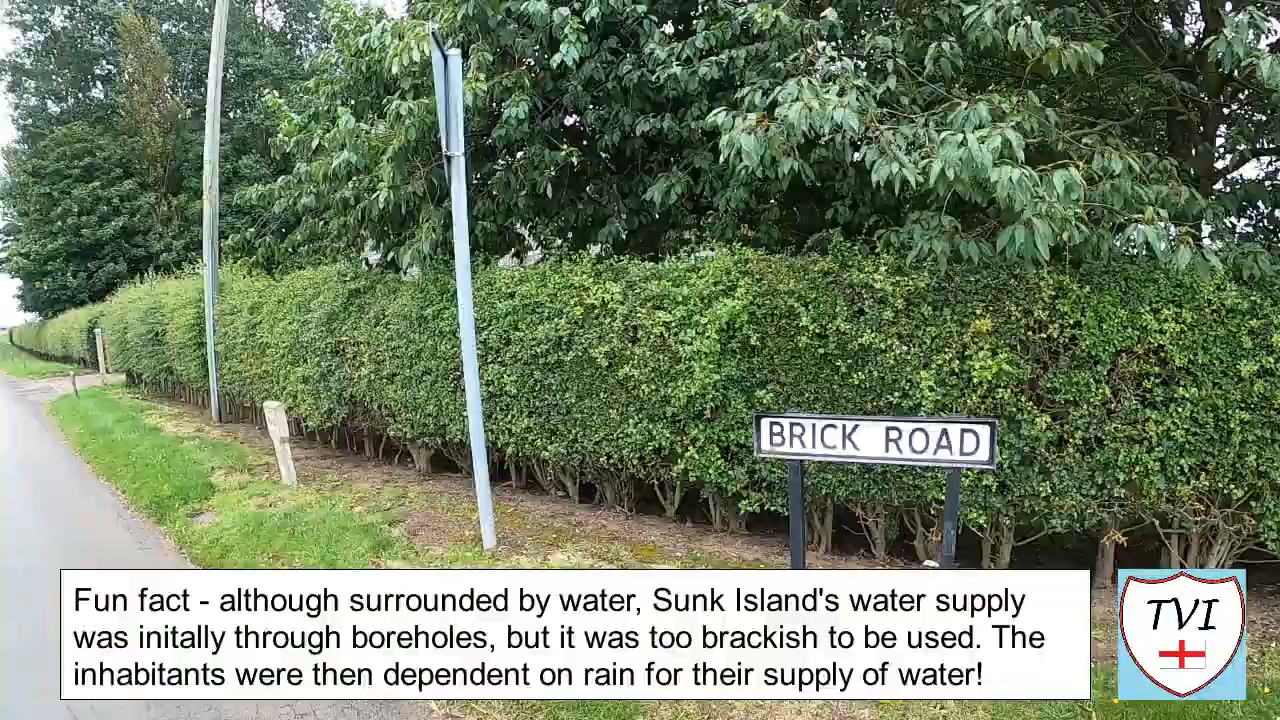 BRICK ROAD
Fun fact - although surrounded by water, Sunk Island's water supply
was initally through boreholes, but it was too brackish to be used. The
inhabitants were then dependent on rain for their supply of water!
TVI